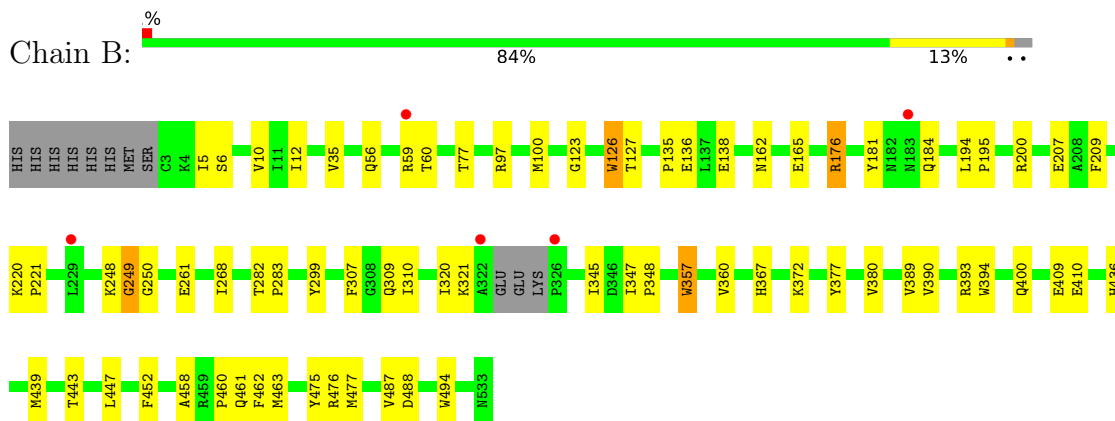 %
Chain B:
84% 13% • •
HIS HIS HIS HIS HIS HIS MET SER G3 K4 I5 S6 V10 I11 I12 V35 Q56 R59 T60 T77 R97 M100 G123 W126 T127 P135 E136 L137 E138 N162 E165 R176 Y181 N182 N183 Q184 L194 P195 R200 E207 A208 F209
K220 P221 L229 K248 G249 G250 E261 I268 T282 P283 Y299 F307 G308 Q309 I310 I320 K321 A322 GLU GLU LYS P326 I345 D346 I347 P348 W357 V360 H367 K372 Y377 V380 V389 V390 R393 W394 Q400 E409 E410 H436
M439 T443 L447 F452 A458 R459 P460 Q461 F462 M463 Y475 R476 M477 V487 D488 W494 N533